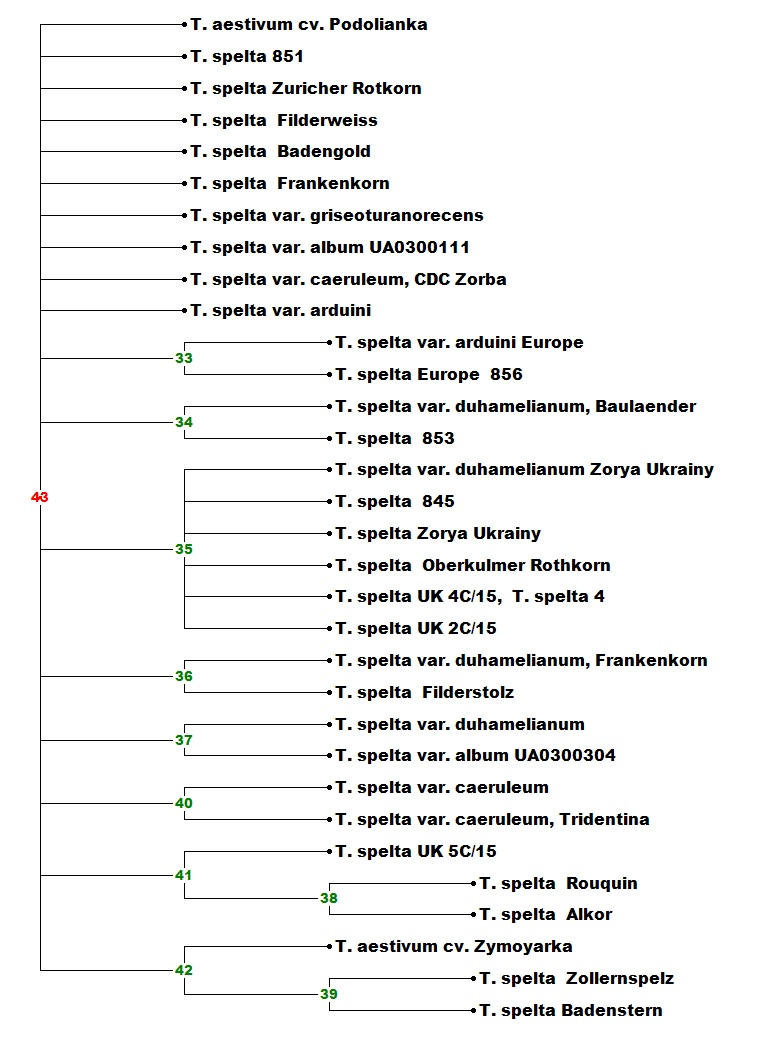 T. aestivum cv. Podolianka
T. spelta 851
T. spelta Zuricher Rotkorn
T. spelta  Filderweiss
T. spelta  Badengold
T. spelta  Frankenkorn
T. spelta var. griseoturanorecens
T. spelta var. album UA0300111
T. spelta var. caeruleum, CDC Zorba
T. spelta var. arduini
T. spelta var. arduini Europe
33
T. spelta Europe  856
T. spelta var. duhamelianum, Baulaender
34
T. spelta  853
T. spelta var. duhamelianum Zorya Ukrainy
43
T. spelta  845
T. spelta Zorya Ukrainy
35
T. spelta  Oberkulmer Rothkorn
T. spelta UK 4C/15,  T. spelta 4
T. spelta UK 2C/15
T. spelta var. duhamelianum, Frankenkorn
36
T. spelta  Filderstolz
T. spelta var. duhamelianum
37
T. spelta var. album UA0300304
T. spelta var. caeruleum
40
T. spelta var. caeruleum, Tridentina
T. spelta UK 5C/15
41
T. spelta  Rouquin
38
T. spelta  Alkor
T. aestivum cv. Zymoyarka
42
T. spelta  Zollernspelz
39
T. spelta Badenstern